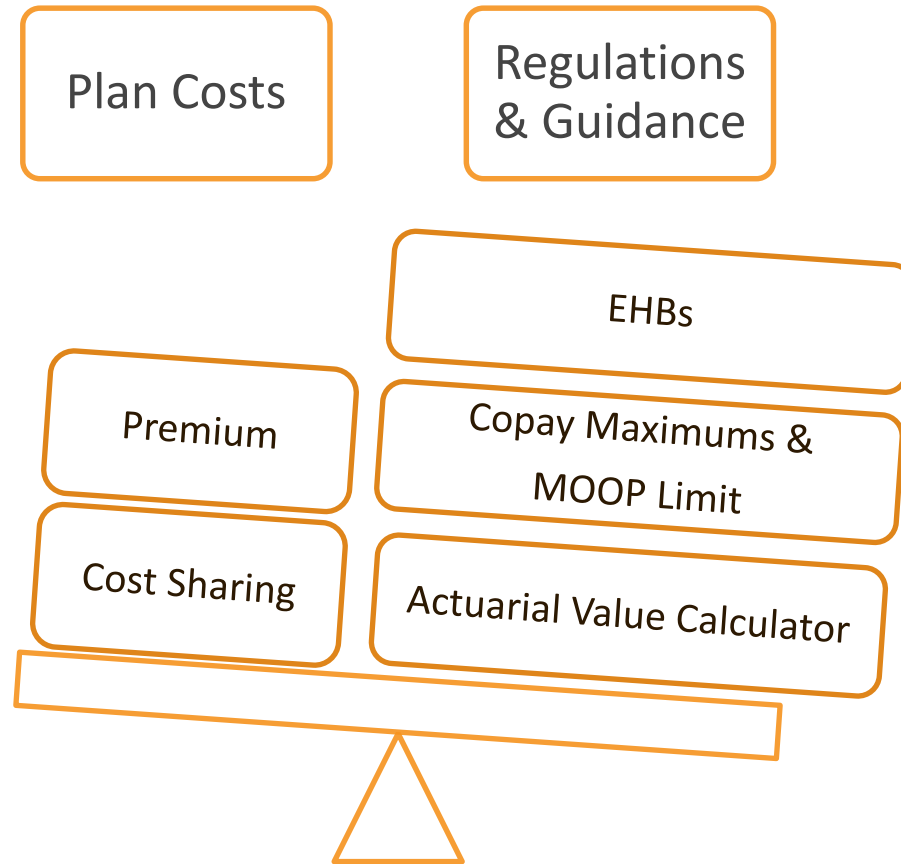 Plan Costs
Regulations
& Guidance
EHBs
Premium
Copay Maximums &
MOOP Limit
Cost Sharing
Actuarial Value Calculator